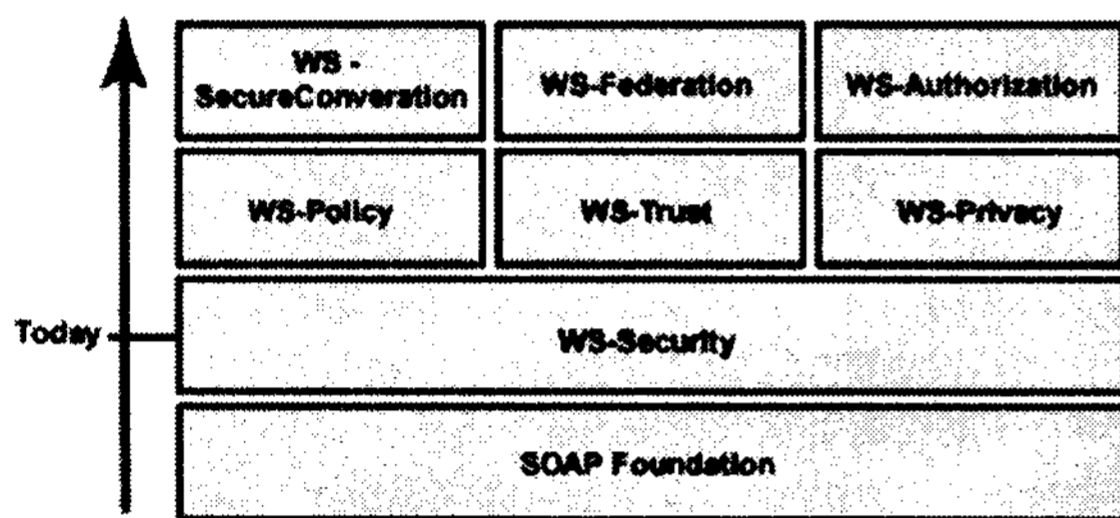 WS -
SecureConveration
WS-Federation
WS-Authorization
WS-Policy
WS-Trust
WS-Privacy
Today
WS-Security
SOAP Foundation